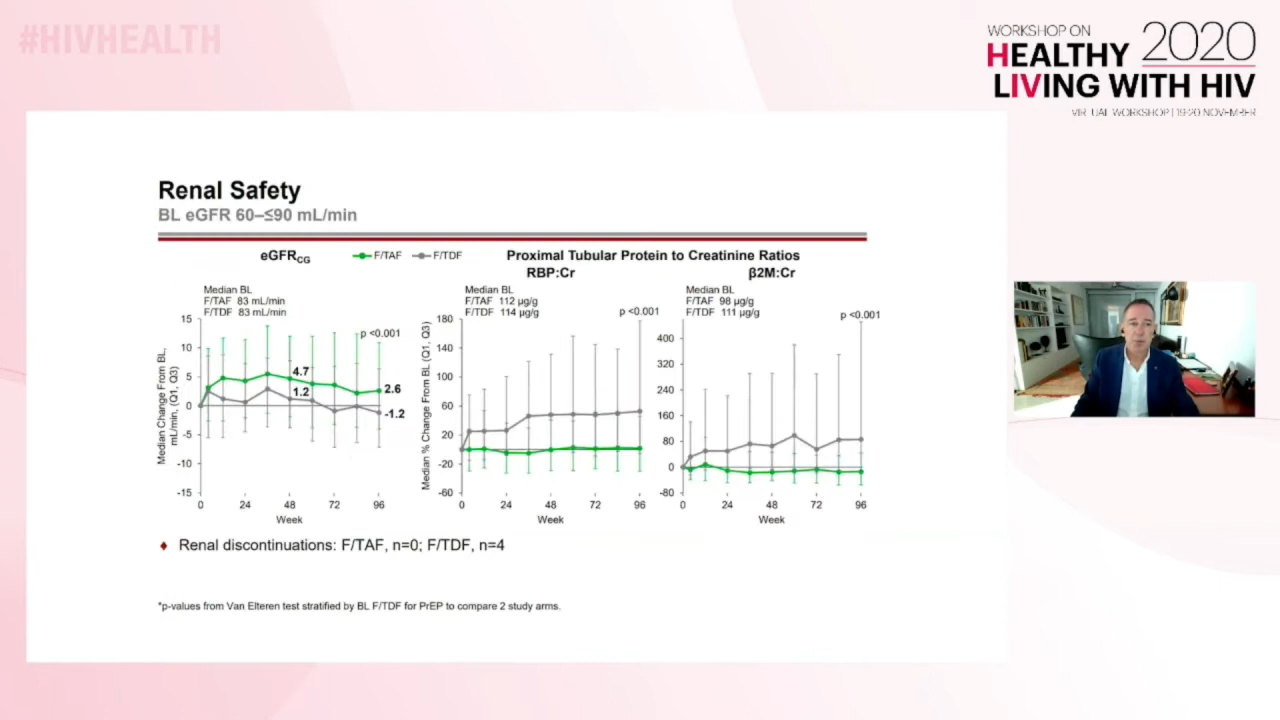 #HIVHEALTH
WORKSHOP ON
HEALTHY 2020
LIVING WITH HIV
VIRTUAL WORKSHOP | 19-20 NOVEMBER
Renal Safety
BL eGFR 60–≤90 mL/min
eGFRCG
F/TAF F/TDF
Proximal Tubular Protein to Creatinine Ratios
RBP:Cr β2M:Cr
Median BL
F/TAF 83 mL/min
F/TDF 83 mL/min
p <0.001
Median Change From BL,
mL/min, (Q1, Q3)
15
10
5
0
-5
-10
-15
4.7
1.2
2.6
-1.2
0 24 48 72 96
Week
Median BL
F/TAF 112 µg/g
F/TDF 114 µg/g
p <0.001
Median % Change From BL (Q1, Q3)
180
140
100
60
20
-20
-60
0 24 48 72 96
Week
Median BL
F/TAF 98 µg/g
F/TDF 111 µg/g
p <0.001
400
320
240
160
80
0
-80
0 24 48 72 96
Week
♦ Renal discontinuations: F/TAF, n=0; F/TDF, n=4
*p-values from Van Elteren test stratified by BL F/TDF for PrEP to compare 2 study arms.